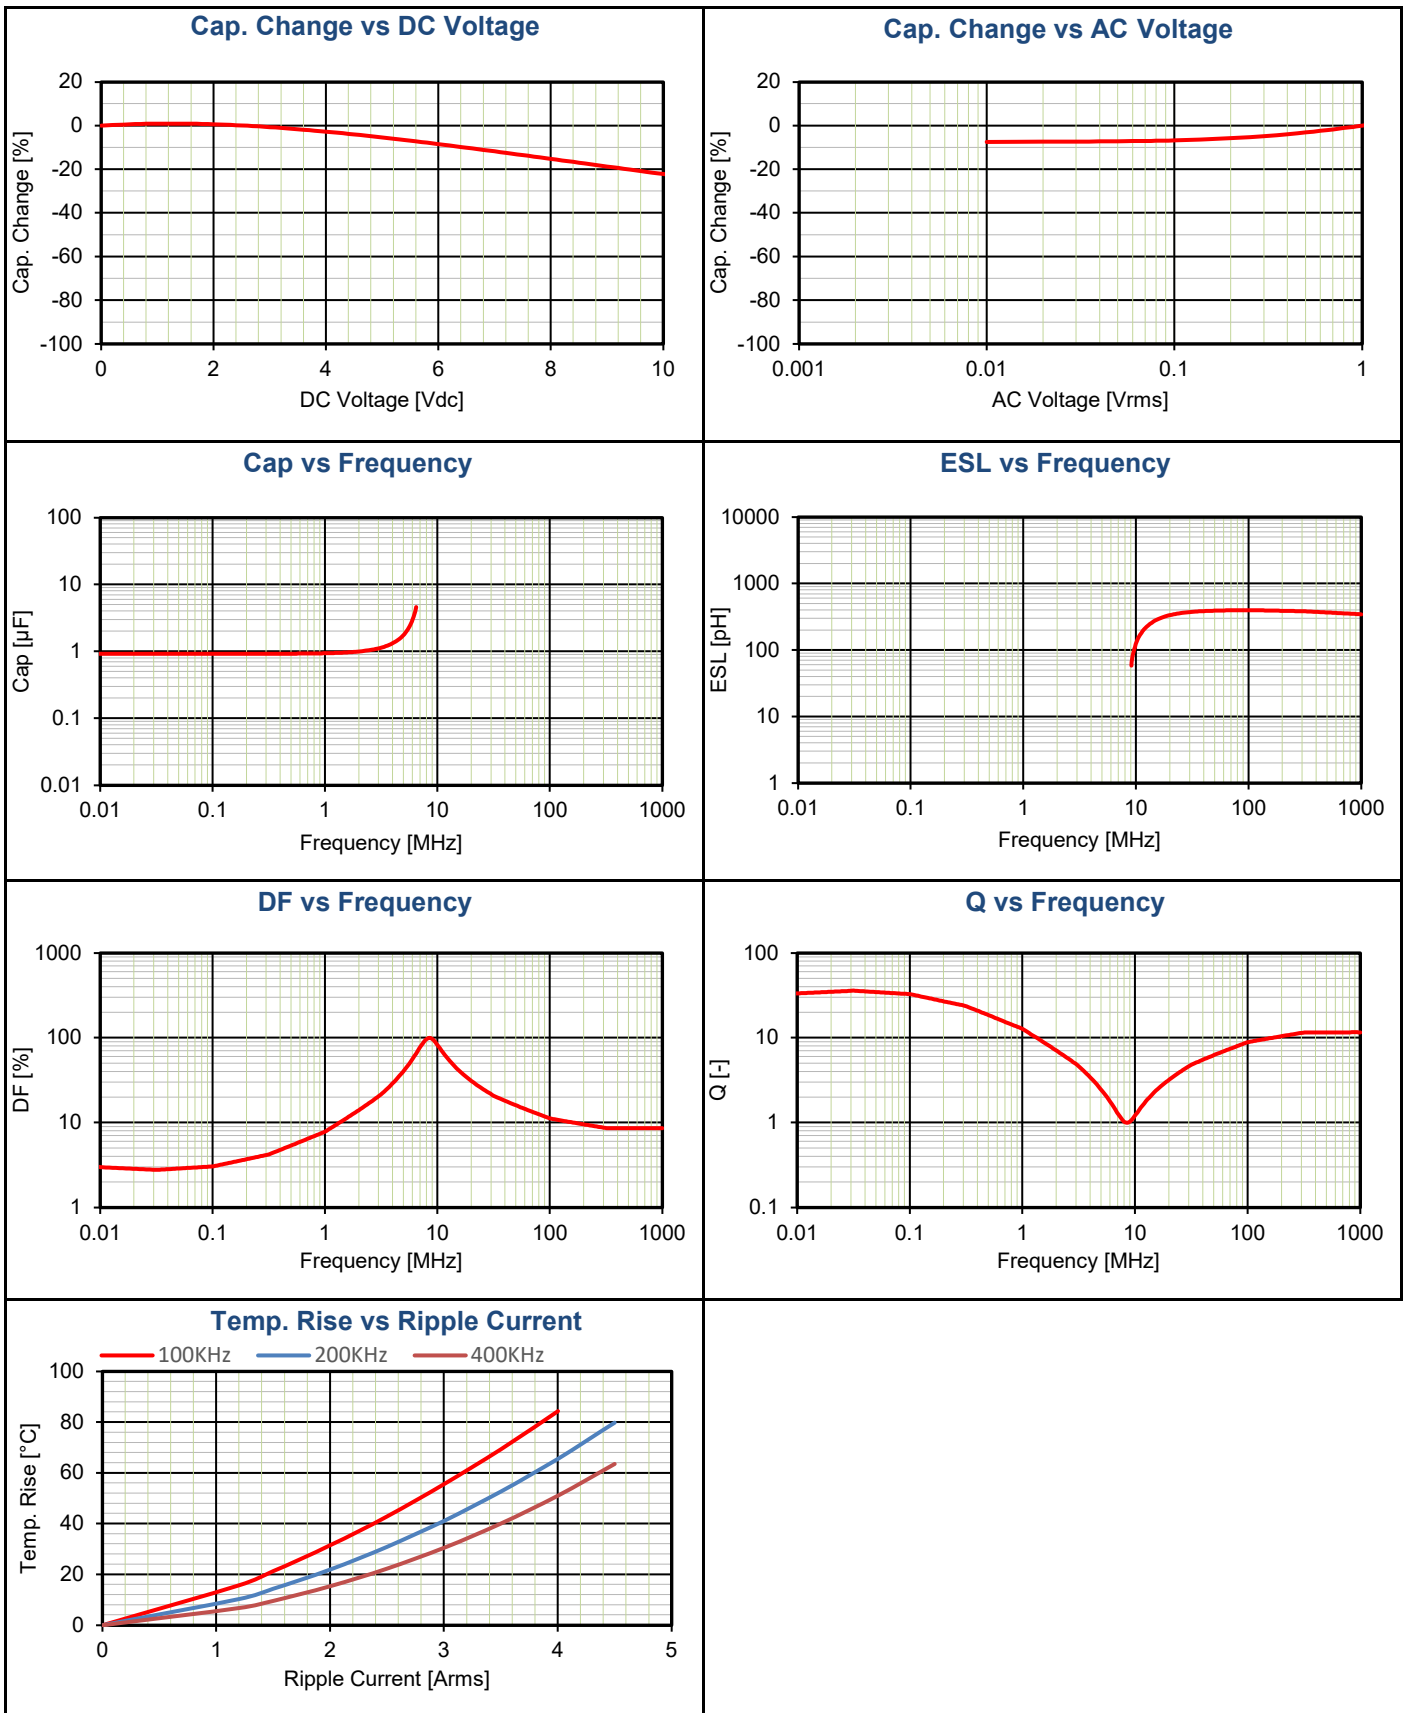 Cap. Change vs DC Voltage
20
0
-20
-40
-60
-80
-100
Cap. Change [%]
0 2 4 6 8 10
DC Voltage [Vdc]
Cap. Change vs AC Voltage
20
0
-20
-40
-60
-80
-100
Cap. Change [%]
0.001 0.01 0.1 1
AC Voltage [Vrms]
Cap vs Frequency
100
10
1
0.1
0.01
Cap [µF]
0.01 0.1 1 10 100 1000
Frequency [MHz]
ESL vs Frequency
10000
1000
100
10
1
ESL [pH]
0.01 0.1 1 10 100 1000
Frequency [MHz]
DF vs Frequency
1000
100
10
1
DF [%]
0.01 0.1 1 10 100 1000
Frequency [MHz]
Q vs Frequency
100
10
1
0.1
Q [-]
0.01 0.1 1 10 100 1000
Frequency [MHz]
Temp. Rise vs Ripple Current
100KHz 200KHz 400KHz
100
80
60
40
20
0
Temp. Rise [°C]
0 1 2 3 4 5
Ripple Current [Arms]